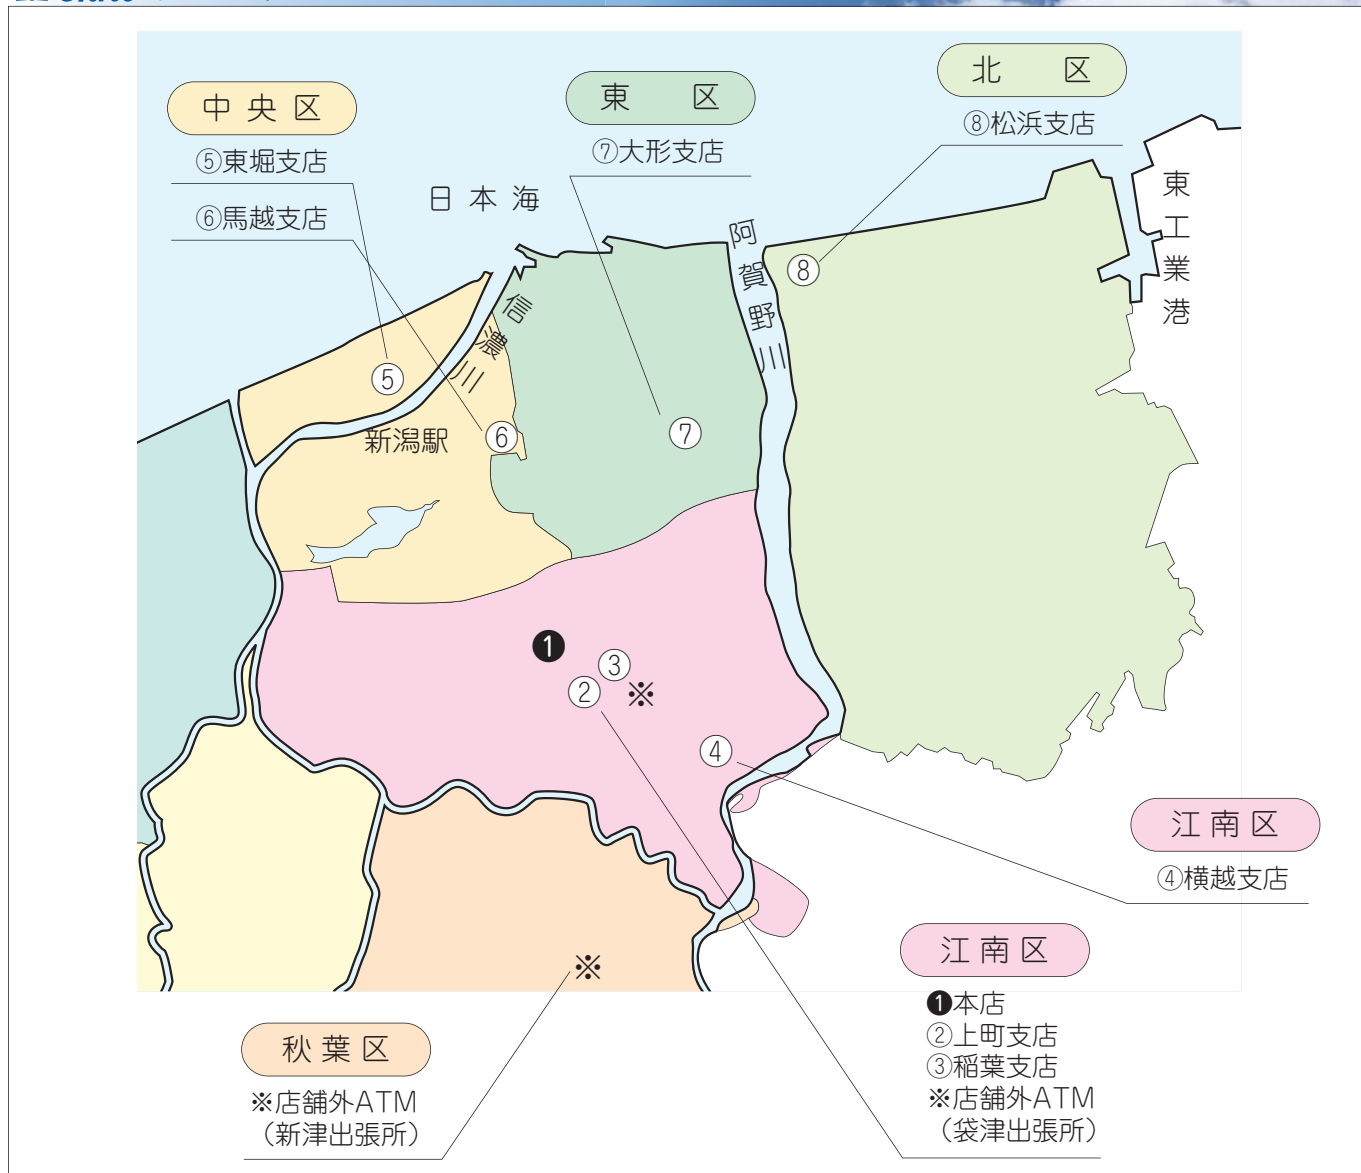 中央区
⑤東堀支店
⑥馬越支店
東 区
⑦大形支店
北 区
⑧松浜支店
日本海
阿賀野川
東工業港
信濃川
新潟駅
⑤
⑥
⑦
⑧
❶
③
②
※
④
※
江南区
④横越支店
江南区
❶本店
②上町支店
③稲葉支店
※店舗外ATM
（袋津出張所）
秋葉区
※店舗外ATM
（新津出張所）